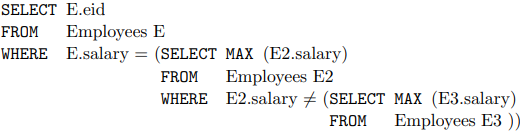 SELECT E.eid
FROM Employees E
WHERE E.salary = (SELECT MAX (E2.salary)
FROM Employees E2
WHERE E2.salary ≠ (SELECT MAX (E3.salary)
FROM Employees E3 ))